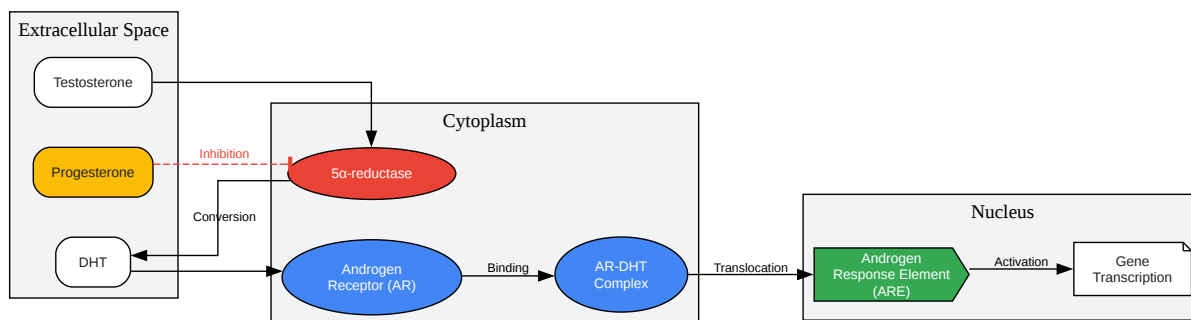 Extracellular Space
Testosterone
Cytoplasm
Inhibition
Progesterone
5α-reductase
Conversion
DHT
Androgen
Receptor (AR)
Binding
AR-DHT
Complex
Translocation
Nucleus
Androgen
Response Element
(ARE)
Activation
Gene
Transcription